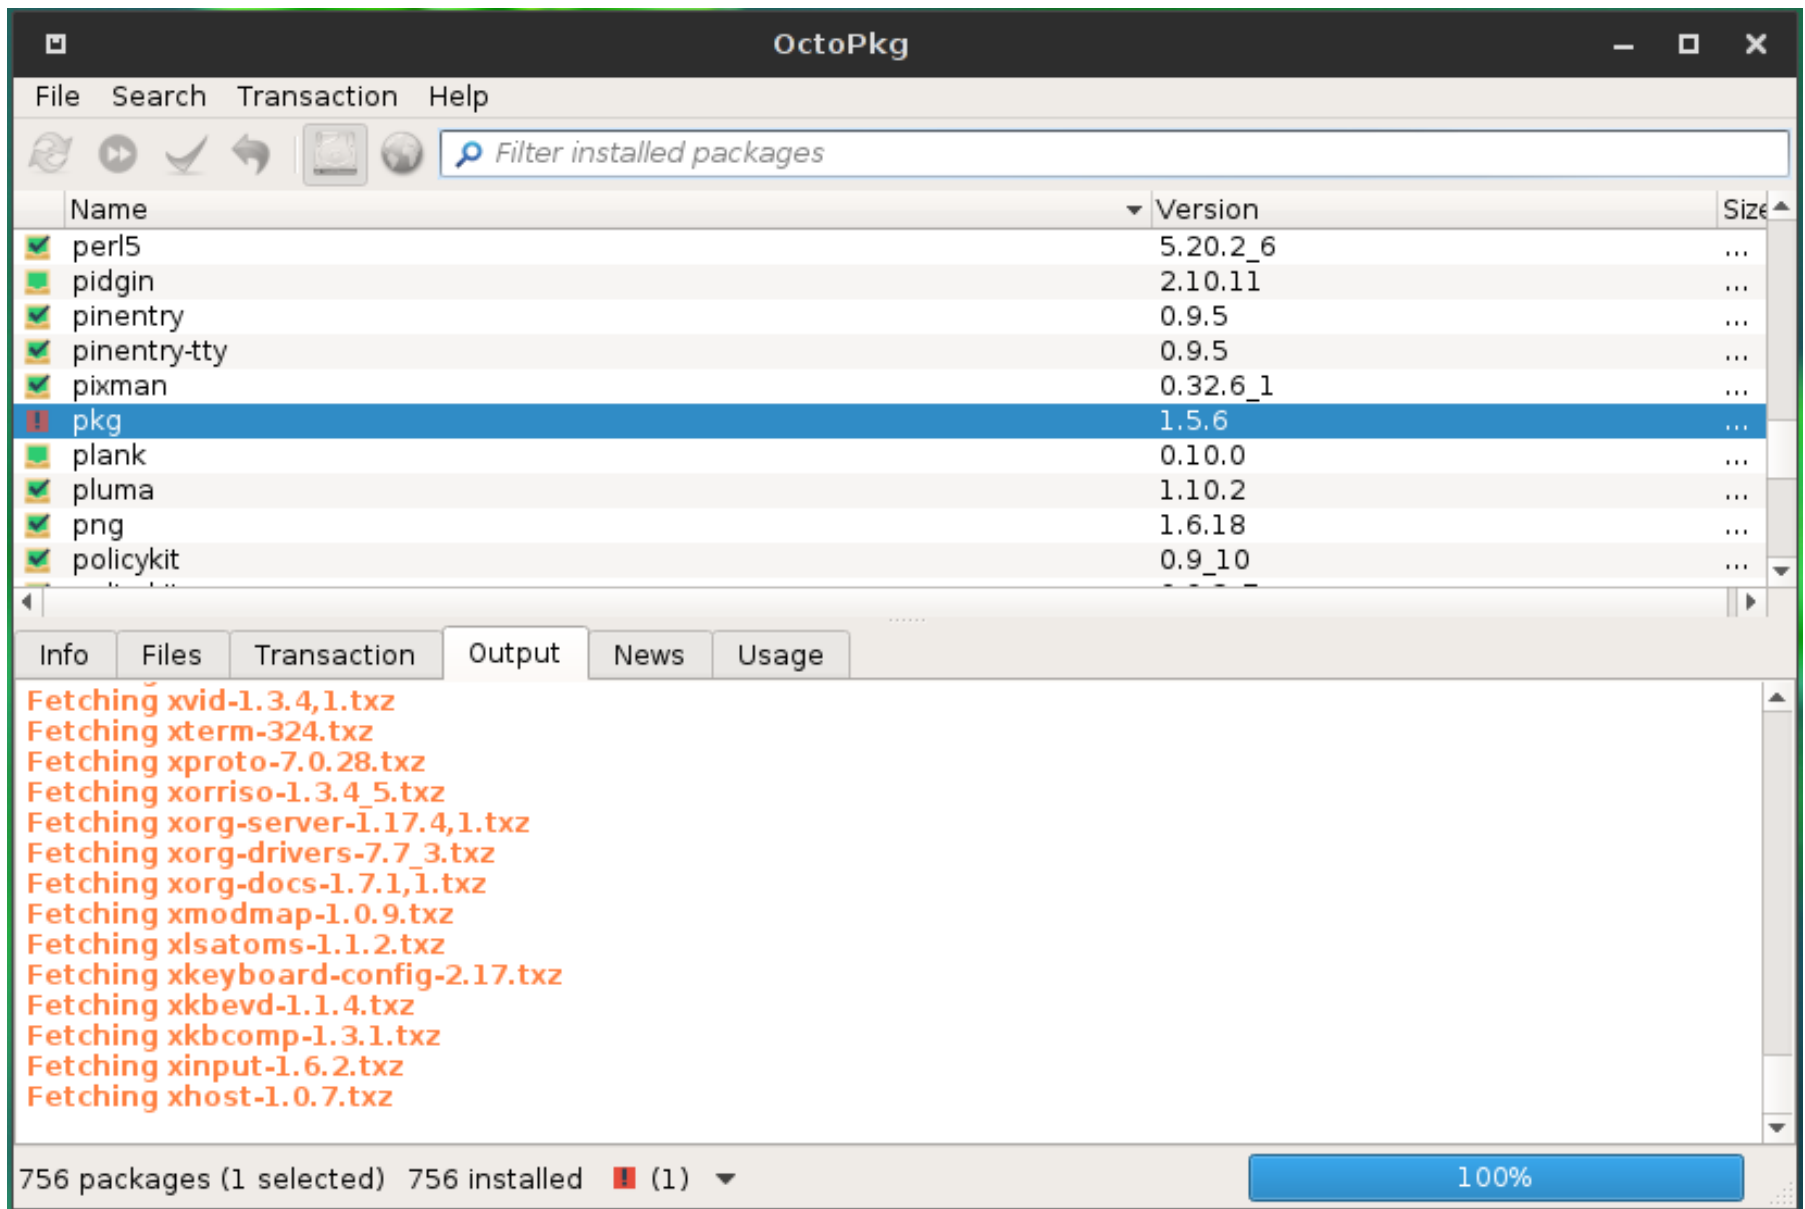 OctoPkg
File Search Transaction Help
Filter installed packages
Name Version Size
perl5 5.20.2_6 ...
pidgin 2.10.11 ...
pinentry 0.9.5 ...
pinentry-tty 0.9.5 ...
pixman 0.32.6_1 ...
pkg 1.5.6 ...
plank 0.10.0 ...
pluma 1.10.2 ...
png 1.6.18 ...
policykit 0.9_10 ...
Info Files Transaction Output News Usage
Fetching xvid-1.3.4,1.txz
Fetching xterm-324.txz
Fetching xproto-7.0.28.txz
Fetching xorriso-1.3.4_5.txz
Fetching xorg-server-1.17.4,1.txz
Fetching xorg-drivers-7.7_3.txz
Fetching xorg-docs-1.7.1,1.txz
Fetching xmodmap-1.0.9.txz
Fetching xlsatoms-1.1.2.txz
Fetching xkeyboard-config-2.17.txz
Fetching xkbevd-1.1.4.txz
Fetching xkbcomp-1.3.1.txz
Fetching xinput-1.6.2.txz
Fetching xhost-1.0.7.txz
756 packages (1 selected) 756 installed (1) 100%